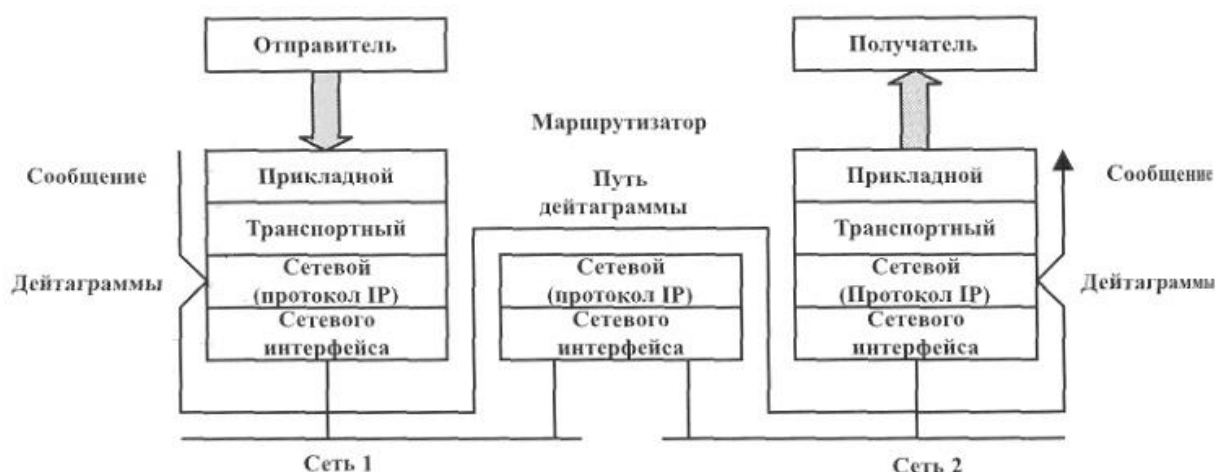 Отправитель
Получатель
Маршрутизатор
Сообщение
Прикладной
Путь
дейтаграммы
Прикладной
Сообщение
Транспортный
Транспортный
Дейтаграммы
Сетевой
(протокол IP)
Сетевой
(протокол IP)
Сетевой
(Протокол IP)
Дейтаграммы
Сетевого
интерфейса
Сетевого
интерфейса
Сетевого
интерфейса
Сеть 1
Сеть 2